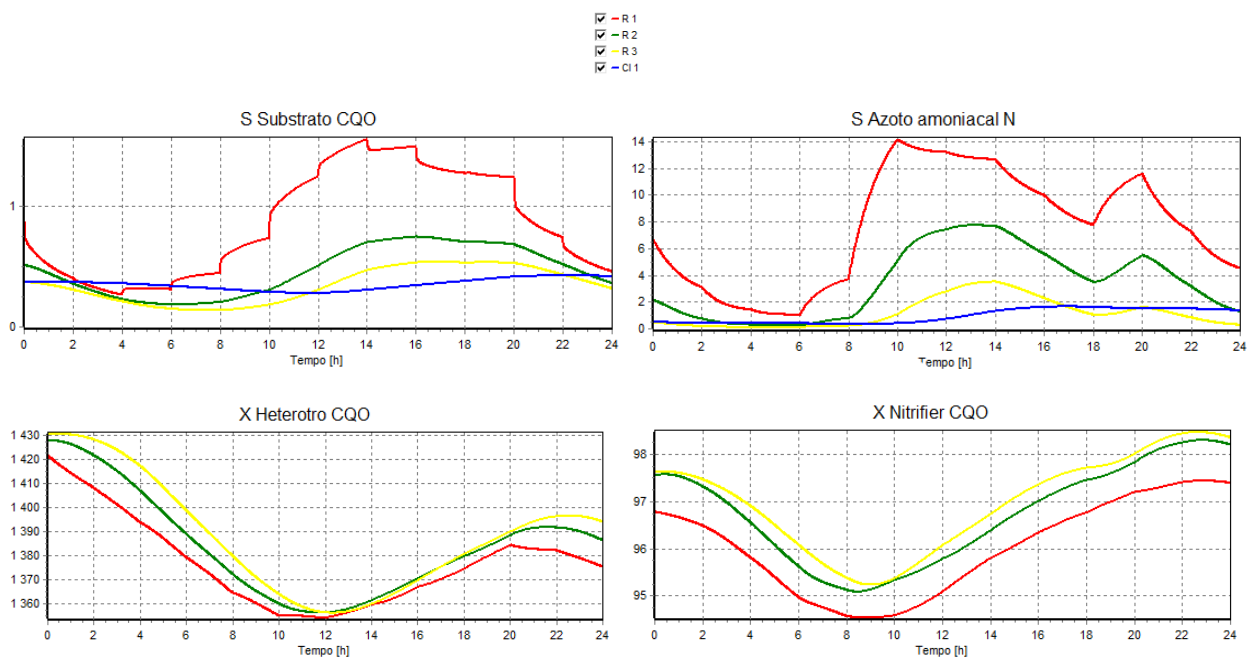 R 1
R 2
R 3
Cl 1
S Substrato CQO
1
0
0 2 4 6 8 10 12 14 16 18 20 22 24
Tempo [h]
S Azoto amoniacal N
14
12
10
8
6
4
2
0
0 2 4 6 8 10 12 14 16 18 20 22 24
Tempo [h]
X Heterotro CQO
1 430
1 420
1 410
1 400
1 390
1 380
1 370
1 360
0 2 4 6 8 10 12 14 16 18 20 22 24
Tempo [h]
X Nitrifier CQO
98
97
96
95
0 2 4 6 8 10 12 14 16 18 20 22 24
Tempo [h]